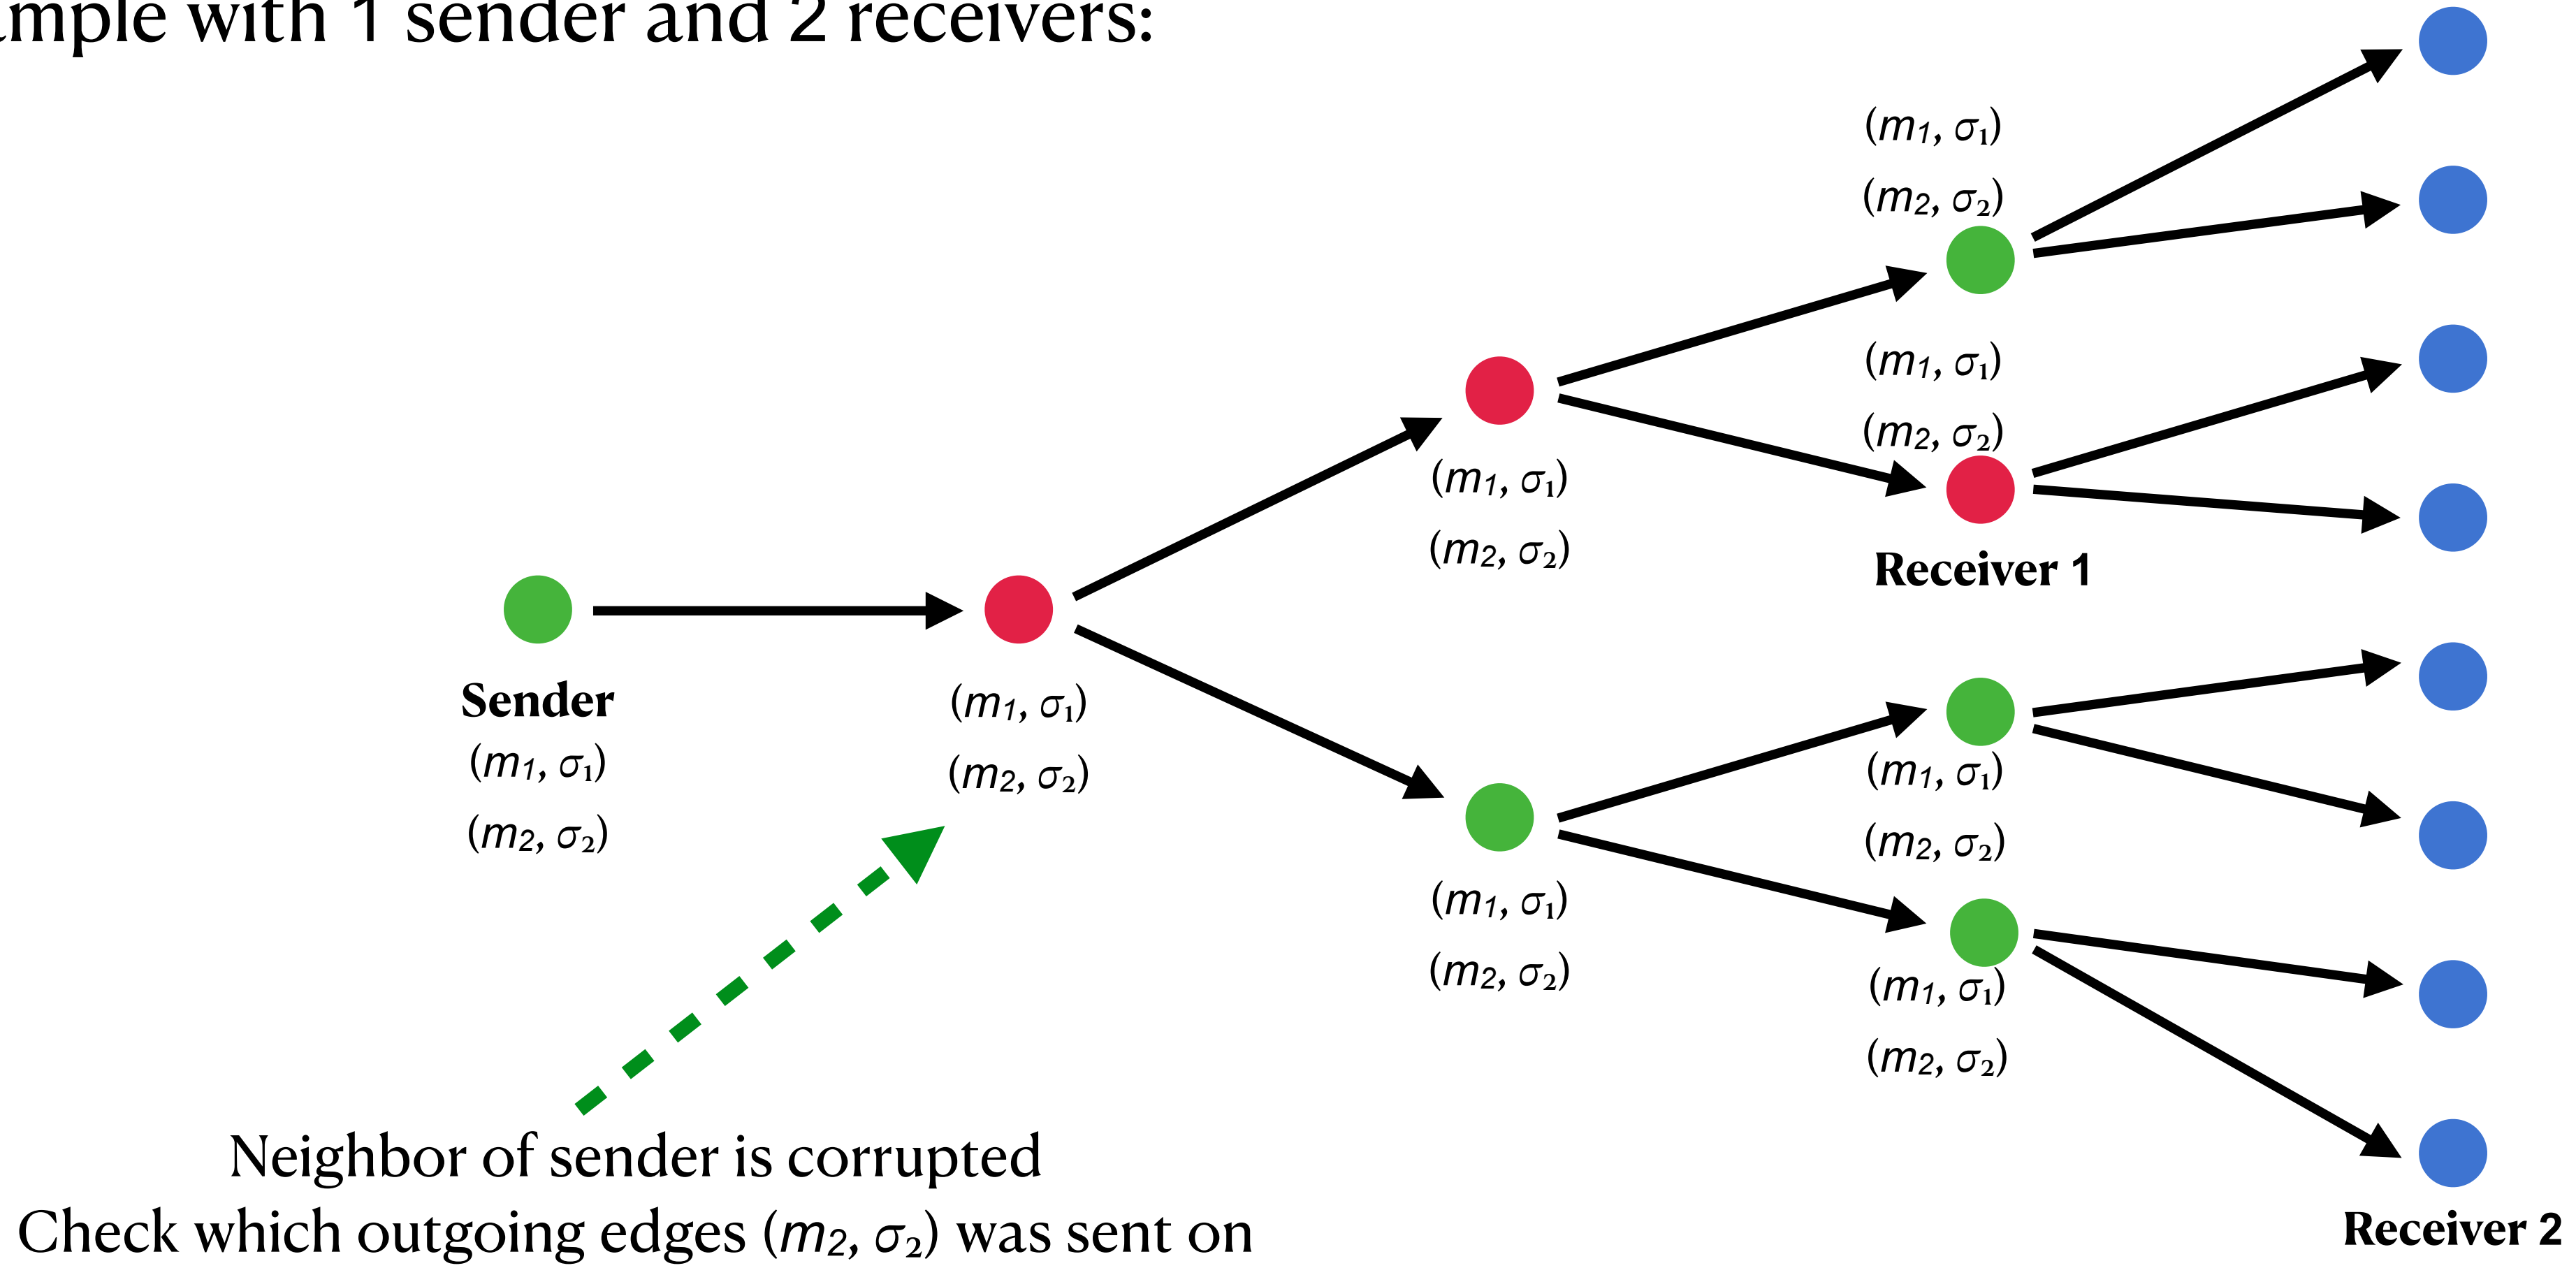 with 1 sender and 2 receivers:
(m1, σ1)
(m2, σ2)
(m1, σ1)
(m2, σ2)
Receiver 1
(m1, σ1)
(m2, σ2)
Sender
(m1, σ1)
(m2, σ2)
(m1, σ1)
(m2, σ2)
(m1, σ1)
(m2, σ2)
(m1, σ1)
(m2, σ2)
(m1, σ1)
(m2, σ2)
Neighbor of sender is corrupted
Check which outgoing edges (m2, σ2) was sent on
Receiver 2